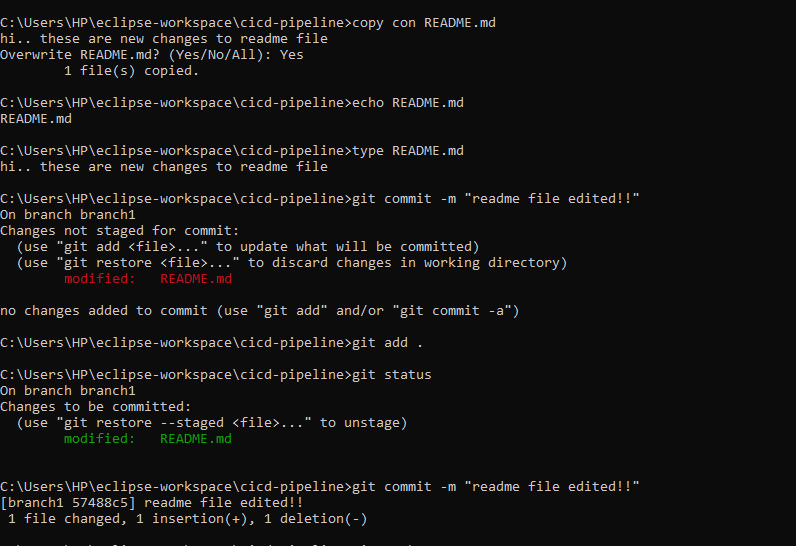 C:\Users\HP\eclipse-workspace\cicd-pipeline>copy con README.md
hi.. these are new changes to readme file
Overwrite README.md? (Yes/No/All): Yes
        1 file(s) copied.

C:\Users\HP\eclipse-workspace\cicd-pipeline>echo README.md
README.md

C:\Users\HP\eclipse-workspace\cicd-pipeline>type README.md
hi.. these are new changes to readme file

C:\Users\HP\eclipse-workspace\cicd-pipeline>git commit -m "readme file edited!!"
On branch branch1
Changes not staged for commit:
  (use "git add <file>..." to update what will be committed)
  (use "git restore <file>..." to discard changes in working directory)
        modified:   README.md

no changes added to commit (use "git add" and/or "git commit -a")

C:\Users\HP\eclipse-workspace\cicd-pipeline>git add .

C:\Users\HP\eclipse-workspace\cicd-pipeline>git status
On branch branch1
Changes to be committed:
  (use "git restore --staged <file>..." to unstage)
        modified:   README.md


C:\Users\HP\eclipse-workspace\cicd-pipeline>git commit -m "readme file edited!!"
[branch1 57488c5] readme file edited!!
 1 file changed, 1 insertion(+), 1 deletion(-)